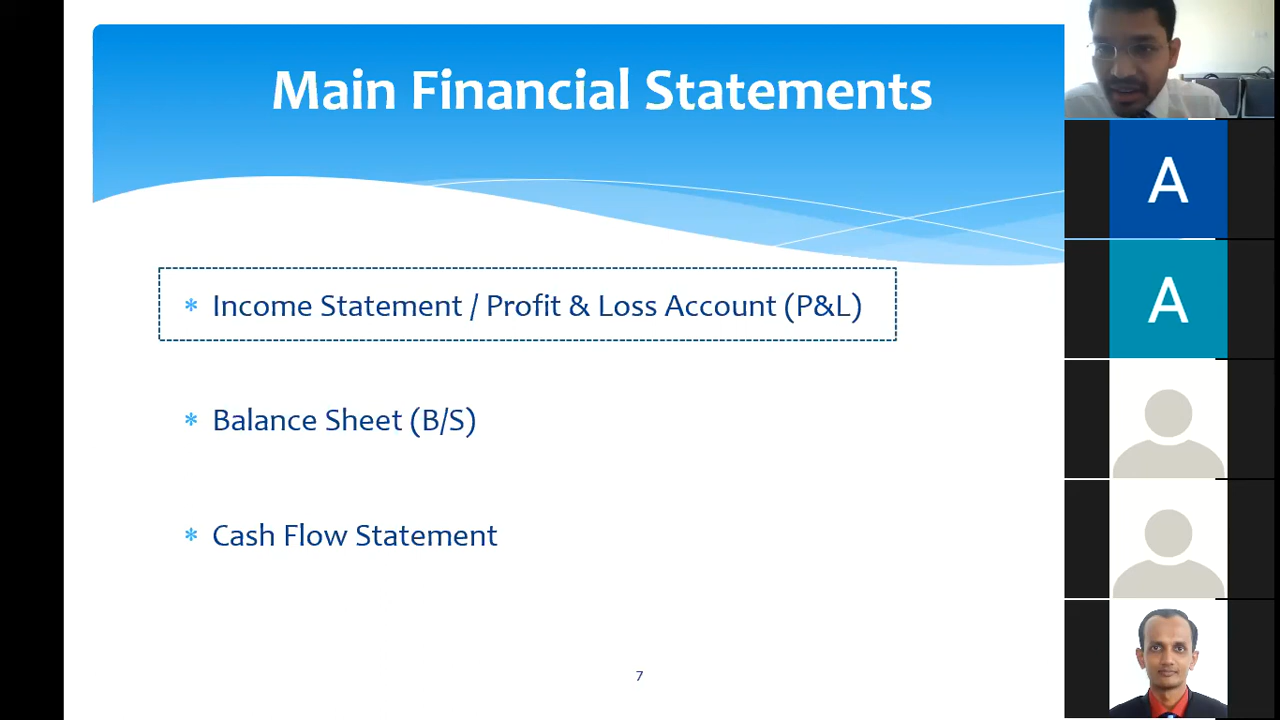 Main Financial Statements
* Income Statement / Profit & Loss Account (P&L)
* Balance Sheet (B/S)
* Cash Flow Statement
7
A
A